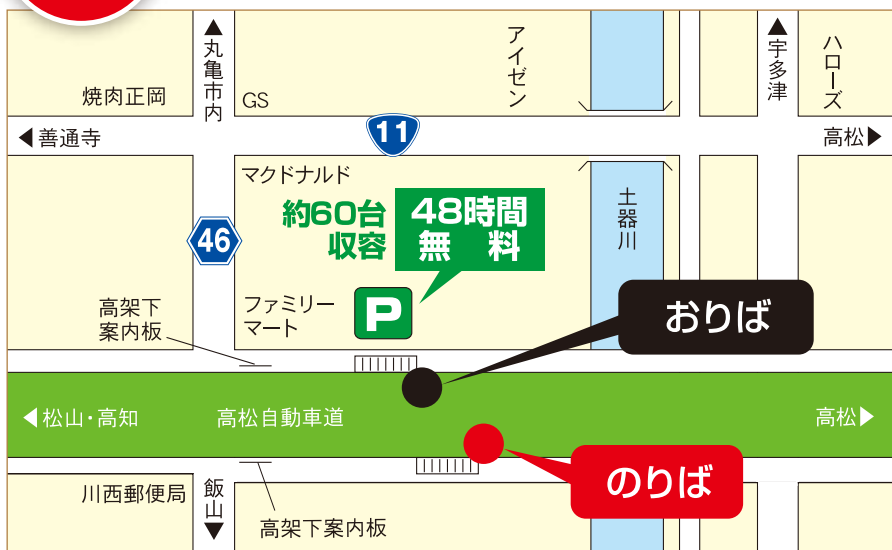 ▲丸亀市内
アイゼン
▲宇多津
ハローズ
焼肉正岡
GS
◀善通寺
11
高松▶
マクドナルド
約60台
収容
48時間
無 料
土器川
46
高架下
案内板
ファミリー
マート
P
おりば
◀松山・高知
高松自動車道
高松▶
のりば
川西郵便局
飯山▼
高架下案内板